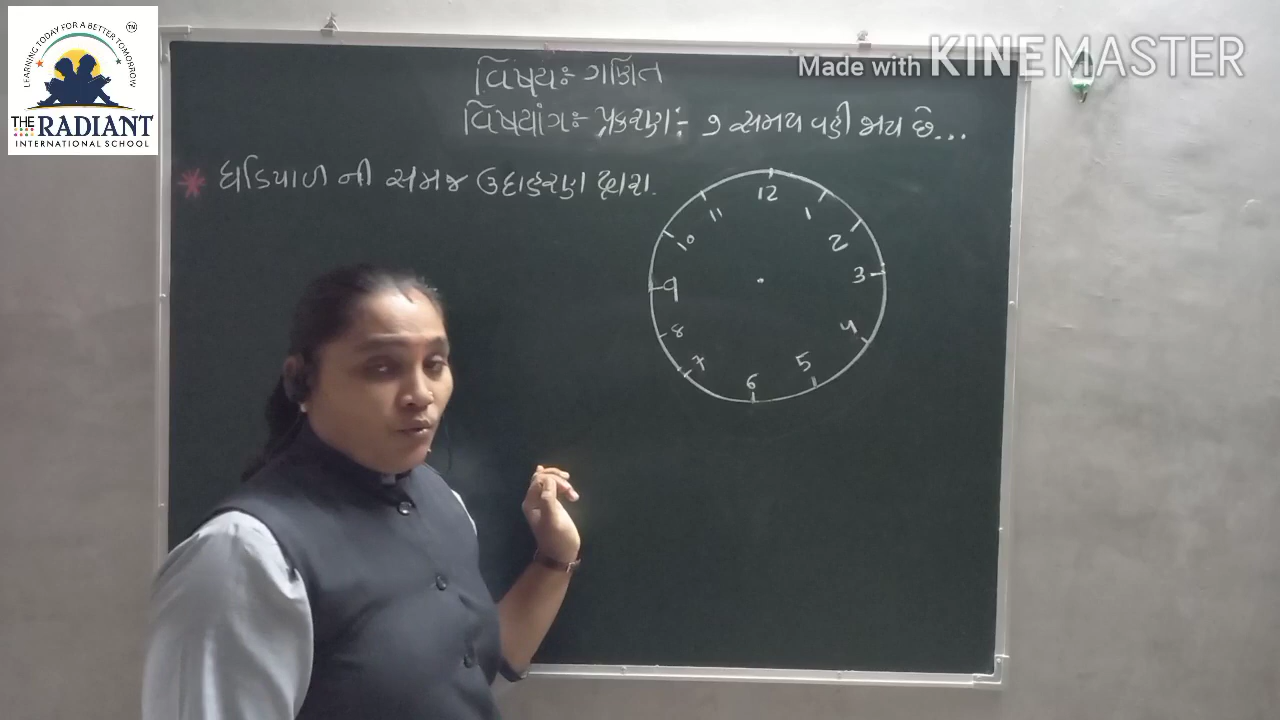 LEARNING TODAY FOR A BETTER TOMORROW
TM
THE RADIANT
INTERNATIONAL SCHOOL
Made with KINEMASTER
વિષય:- ગણિત
વિષયાંગ:- પ્રકરણ:- ૭ સમય વહી જાય છે...
* ઘડિયાળ ની સમજ ઉદાહરણ દ્વારા.
12
11 1
10 2
9 3
8 4
7 5
6